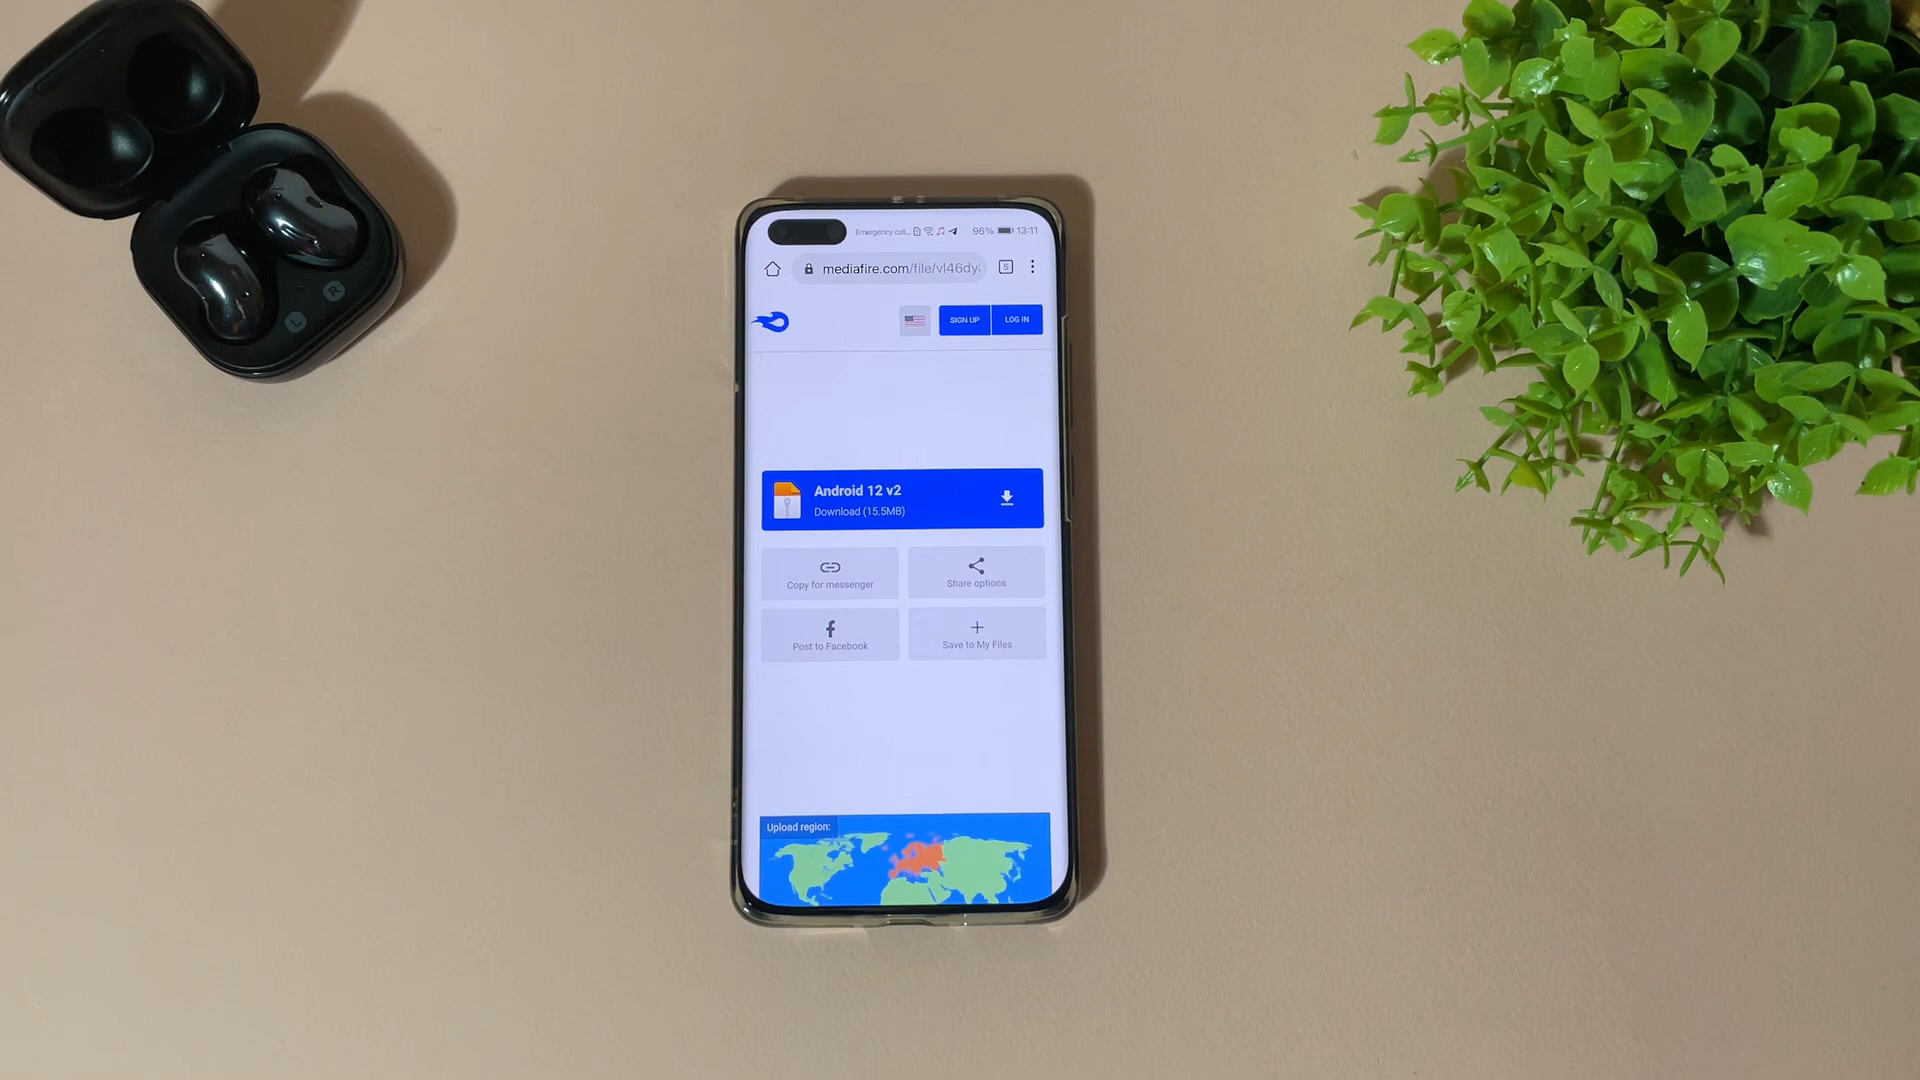 Emergency call... 96% 13:11
mediafire.com/file/vl46dy
5
SIGN UP LOG IN
Android 12 v2
Download (15.5MB)
Copy for messenger
Share options
Post to Facebook
Save to My Files
Upload region:
R
L